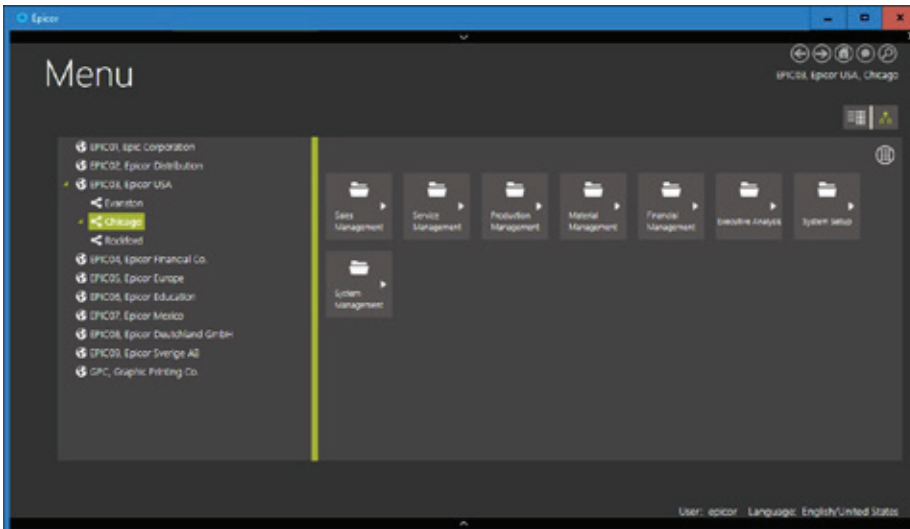 Epicor
Menu
EPIC03, Epicor USA, Chicago
EPIC01, Epic Corporation
EPIC02, Epicor Distribution
EPIC03, Epicor USA
Evanston
Chicago
Rockford
EPIC04, Epicor Financial Co.
EPIC05, Epicor Europe
EPIC06, Epicor Education
EPIC07, Epicor Mexico
EPIC08, Epicor Deutchland GmbH
EPIC09, Epicor Sverige AB
GPC, Graphic Printing Co.
Sales
Management
Service
Management
Production
Management
Material
Management
Financial
Management
Executive Analysis
System Setup
System
Management
User: epicor Language: English/United States